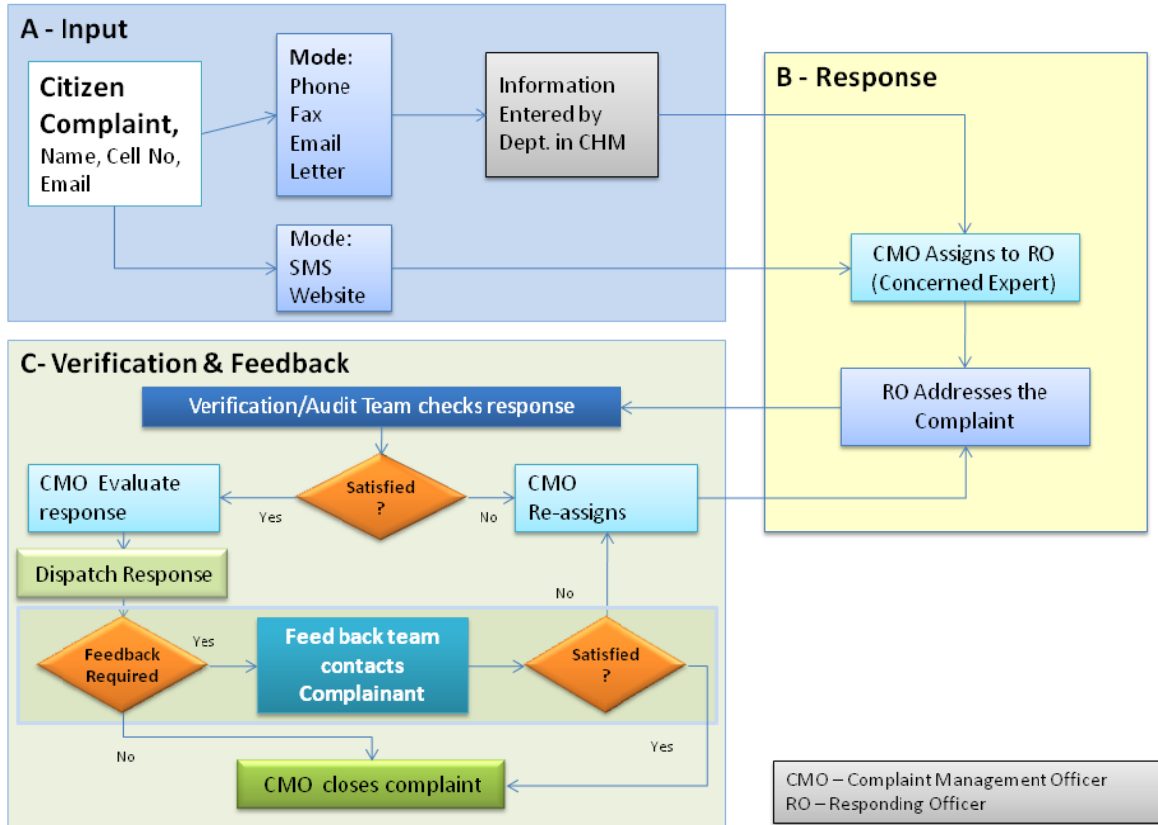 A - Input
Citizen
Complaint,
Name, Cell No,
Email
Mode:
Phone
Fax
Email
Letter
Information
Entered by
Dept. in CHM
Mode:
SMS
Website
B - Response
CMO Assigns to RO
(Concerned Expert)
RO Addresses the
Complaint
C- Verification & Feedback
Verification/Audit Team checks response
Satisfied
?
Yes
No
CMO Evaluate
response
CMO
Re-assigns
Dispatch Response
Feedback
Required
Yes
No
Feed back team
contacts
Complainant
Satisfied
?
No
Yes
CMO closes complaint
CMO – Complaint Management Officer
RO – Responding Officer